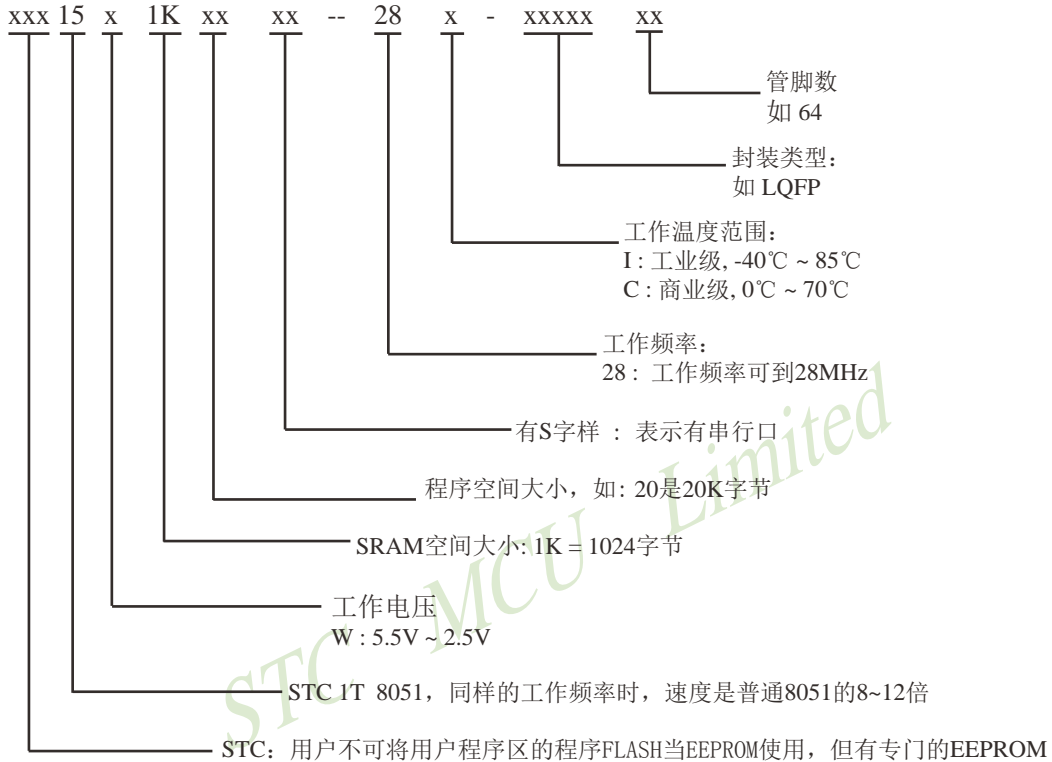 xxx 15 x 1K xx xx -- 28 x - xxxxx xx
管脚数
如 64
封装类型：
如 LQFP
工作温度范围：
I : 工业级, -40℃ ~ 85℃
C : 商业级, 0℃ ~ 70℃
工作频率：
28 : 工作频率可到28MHz
有S字样 : 表示有串行口
程序空间大小，如: 20是20K字节
SRAM空间大小: 1K = 1024字节
工作电压
W : 5.5V ~ 2.5V
STC 1T 8051，同样的工作频率时，速度是普通8051的8~12倍
STC：用户不可将用户程序区的程序FLASH当EEPROM使用，但有专门的EEPROM
STC MCU Limited